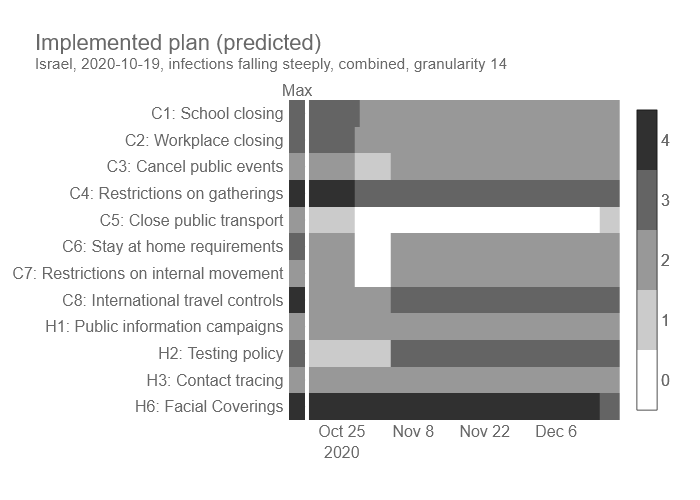 Implemented plan (predicted)
Israel, 2020-10-19, infections falling steeply, combined, granularity 14
Max
C1: School closing
C2: Workplace closing
C3: Cancel public events
C4: Restrictions on gatherings
C5: Close public transport
C6: Stay at home requirements
C7: Restrictions on internal movement
C8: International travel controls
H1: Public information campaigns
H2: Testing policy
H3: Contact tracing
H6: Facial Coverings
4
3
2
1
0
Oct 25 Nov 8 Nov 22 Dec 6
2020